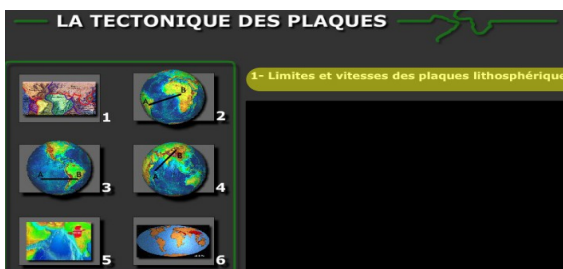 LA TECTONIQUE DES PLAQUES
1- Limites et vitesses des plaques lithosphérique
1
2
A
B
3
4
A
B
A
B
5
6